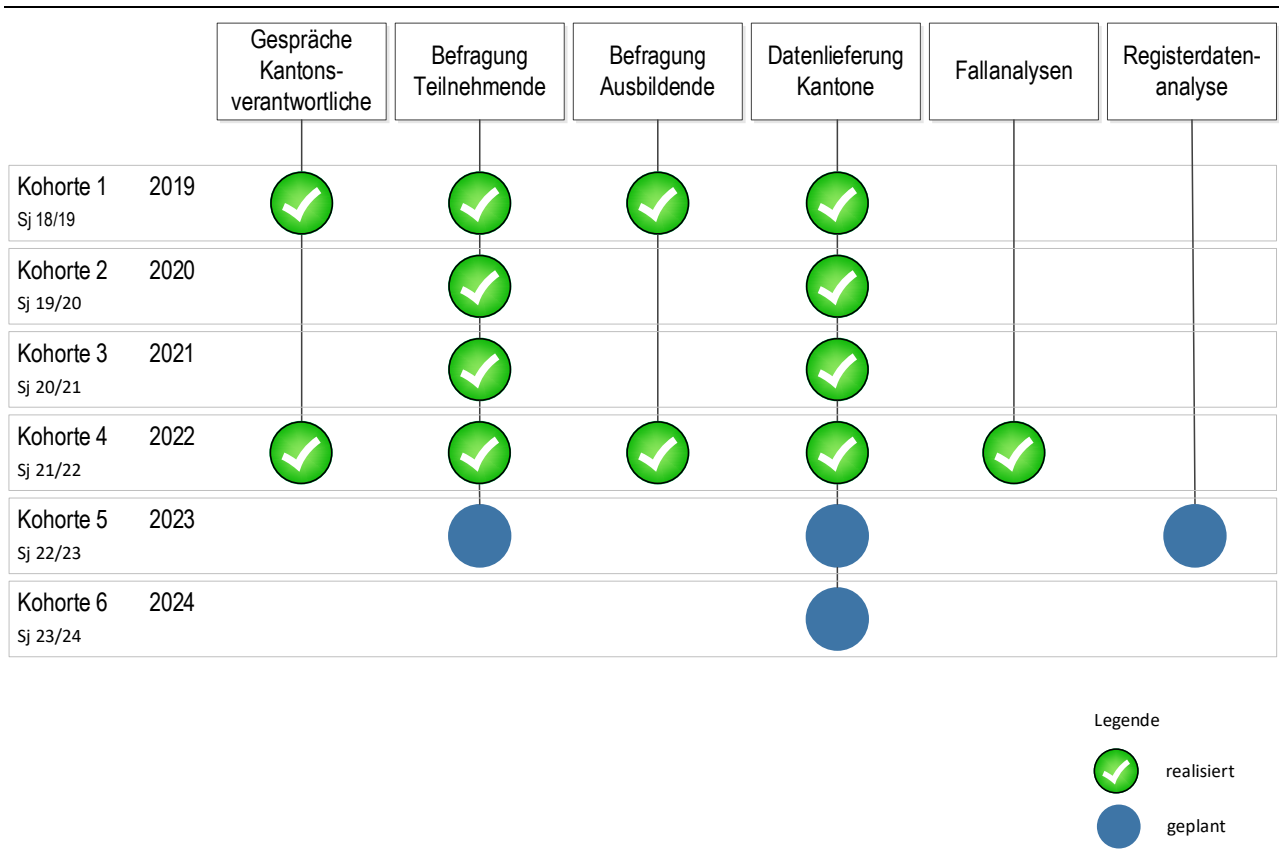 Gespräche
Kantons-
verantwortliche
Befragung
Teilnehmende
Befragung
Ausbildende
Datenlieferung
Kantone
Fallanalysen
Registerdaten-
analyse
Kohorte 1 2019
Sj 18/19
Kohorte 2 2020
Sj 19/20
Kohorte 3 2021
Sj 20/21
Kohorte 4 2022
Sj 21/22
Kohorte 5 2023
Sj 22/23
Kohorte 6 2024
Sj 23/24
Legende
realisiert
geplant